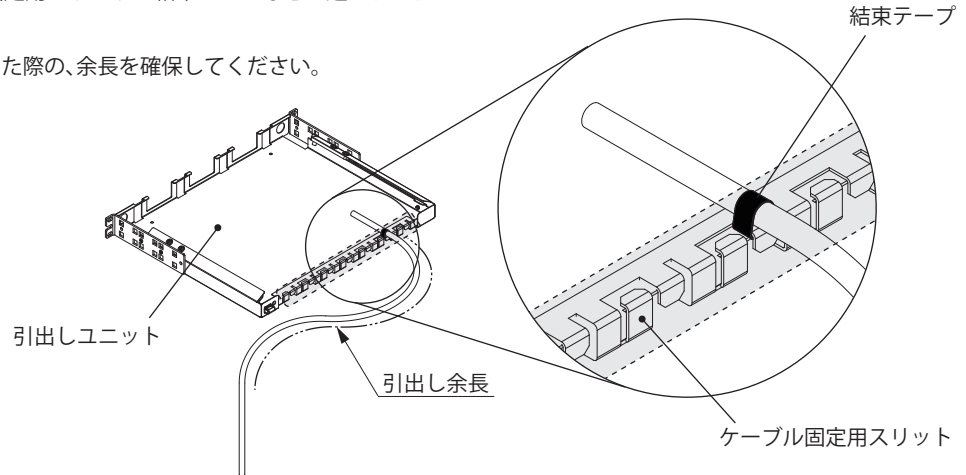 結束テープ
た際の、余長を確保してください。
引出しユニット
引出し余長
ケーブル固定用スリット